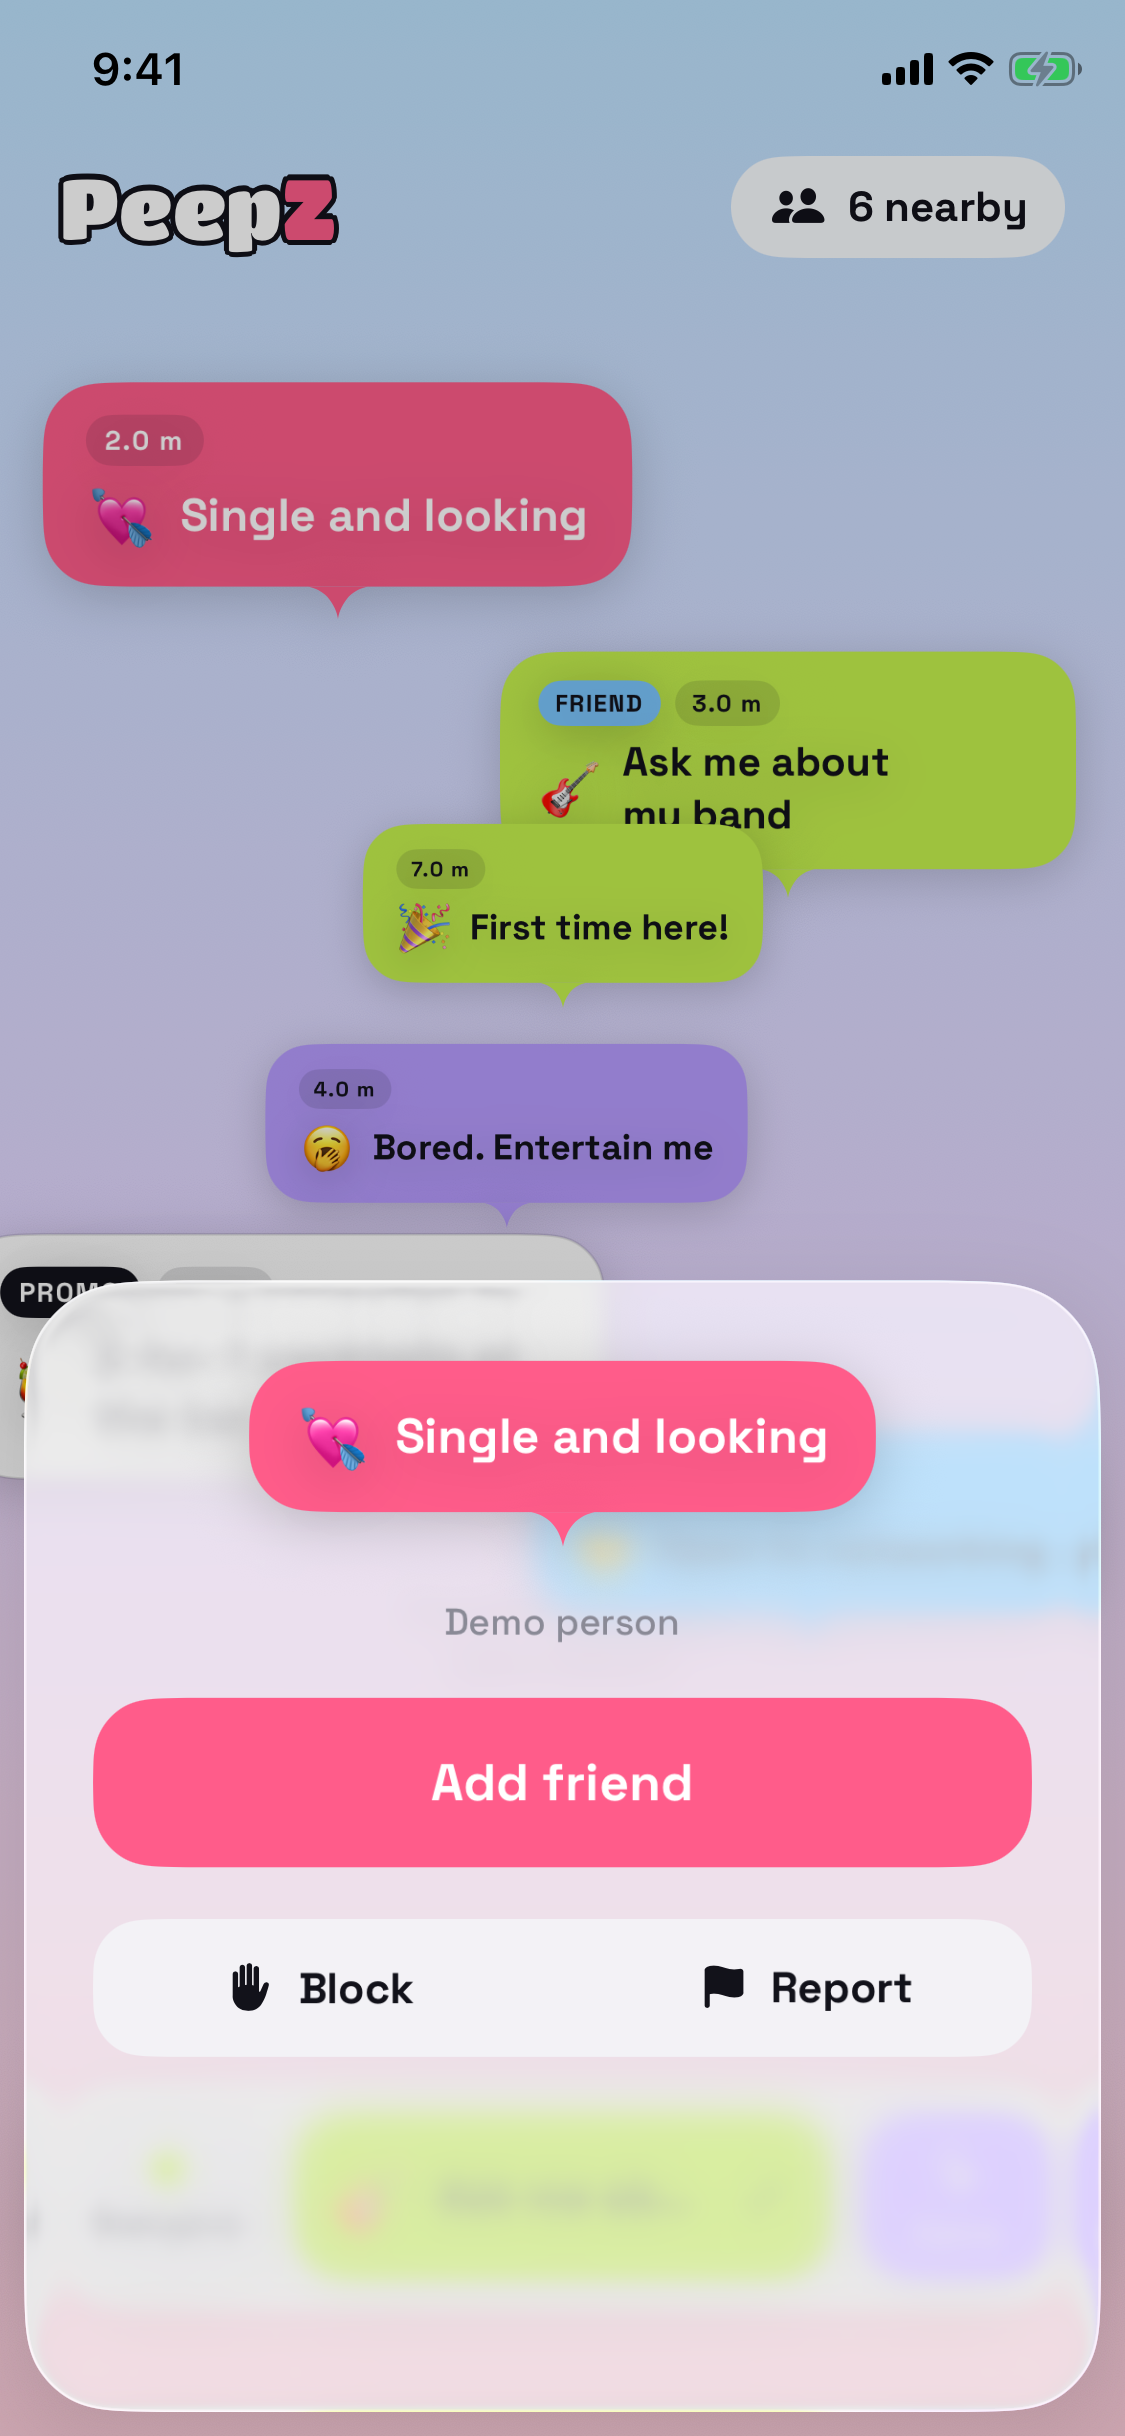 9:41
PeepZ
6 nearby
2.0 m
Single and looking
FRIEND
3.0 m
Ask me about
my band
7.0 m
First time here!
4.0 m
Bored. Entertain me
Single and looking
Demo person
Add friend
Block
Report